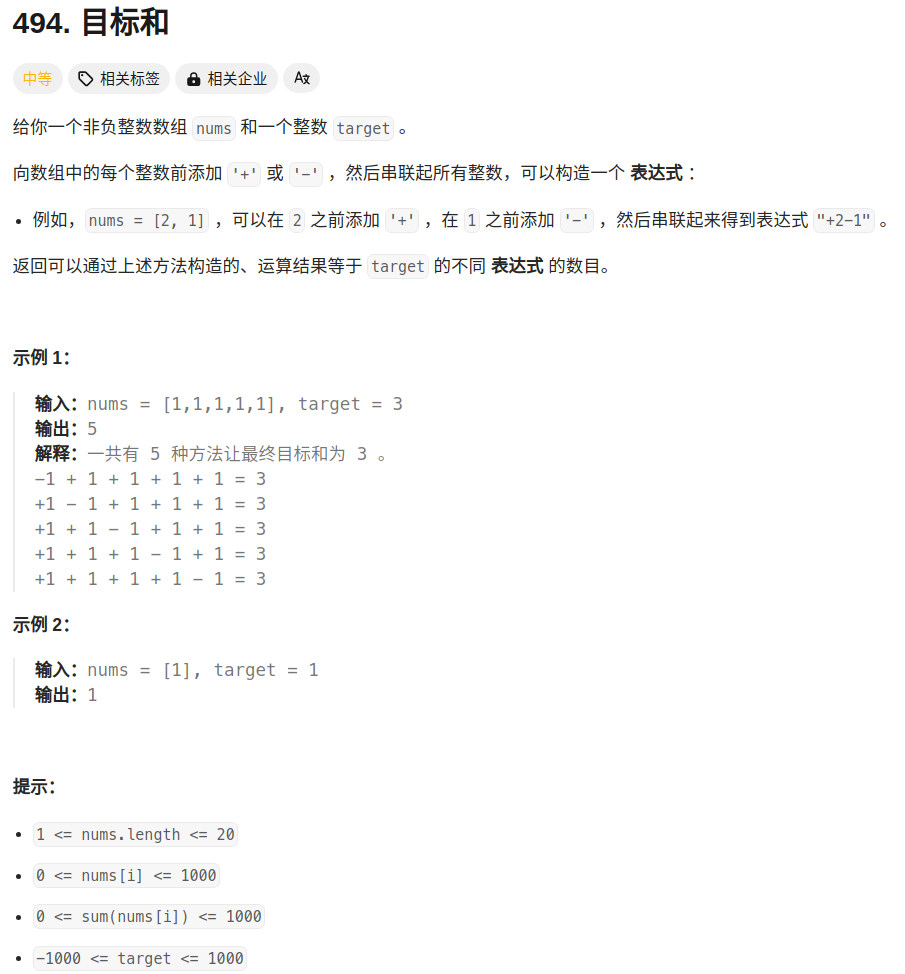 494. 目标和
中等 相关标签 相关企业 A文
给你一个非负整数数组 nums 和一个整数 target 。
向数组中的每个整数前添加 '+' 或 '-' ，然后串联起所有整数，可以构造一个 表达式 ：
• 例如，nums = [2, 1] ，可以在 2 之前添加 '+' ，在 1 之前添加 '-' ，然后串联起来得到表达式 "+2-1" 。
返回可以通过上述方法构造的、运算结果等于 target 的不同 表达式 的数目。
示例 1：
输入：nums = [1,1,1,1,1], target = 3
输出：5
解释：一共有 5 种方法让最终目标和为 3 。
-1 + 1 + 1 + 1 + 1 = 3
+1 - 1 + 1 + 1 + 1 = 3
+1 + 1 - 1 + 1 + 1 = 3
+1 + 1 + 1 - 1 + 1 = 3
+1 + 1 + 1 + 1 - 1 = 3
示例 2：
输入：nums = [1], target = 1
输出：1
提示：
• 1 <= nums.length <= 20
• 0 <= nums[i] <= 1000
• 0 <= sum(nums[i]) <= 1000
• -1000 <= target <= 1000